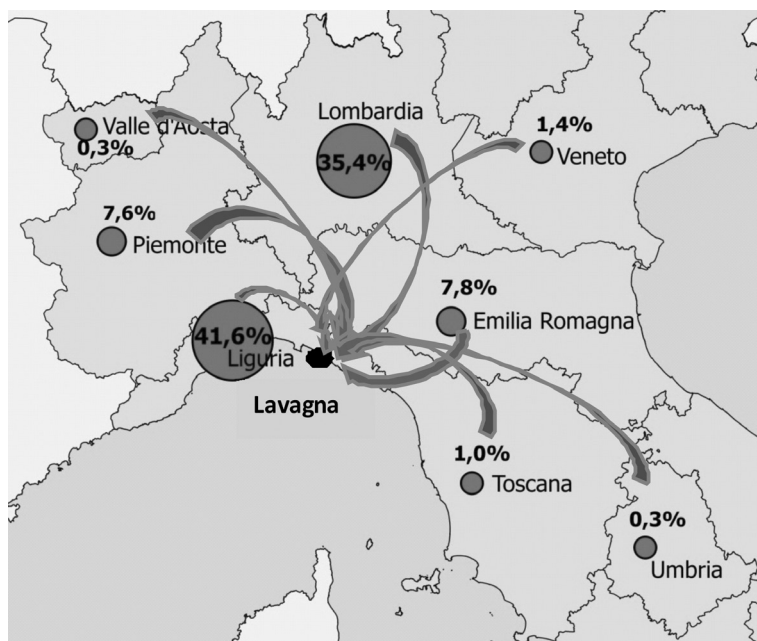 Lombardia
35,4%
Valle d'Aosta
0,3%
1,4%
Veneto
7,6%
Piemonte
7,8%
Emilia Romagna
41,6%
Liguria
Lavagna
1,0%
Toscana
0,3%
Umbria